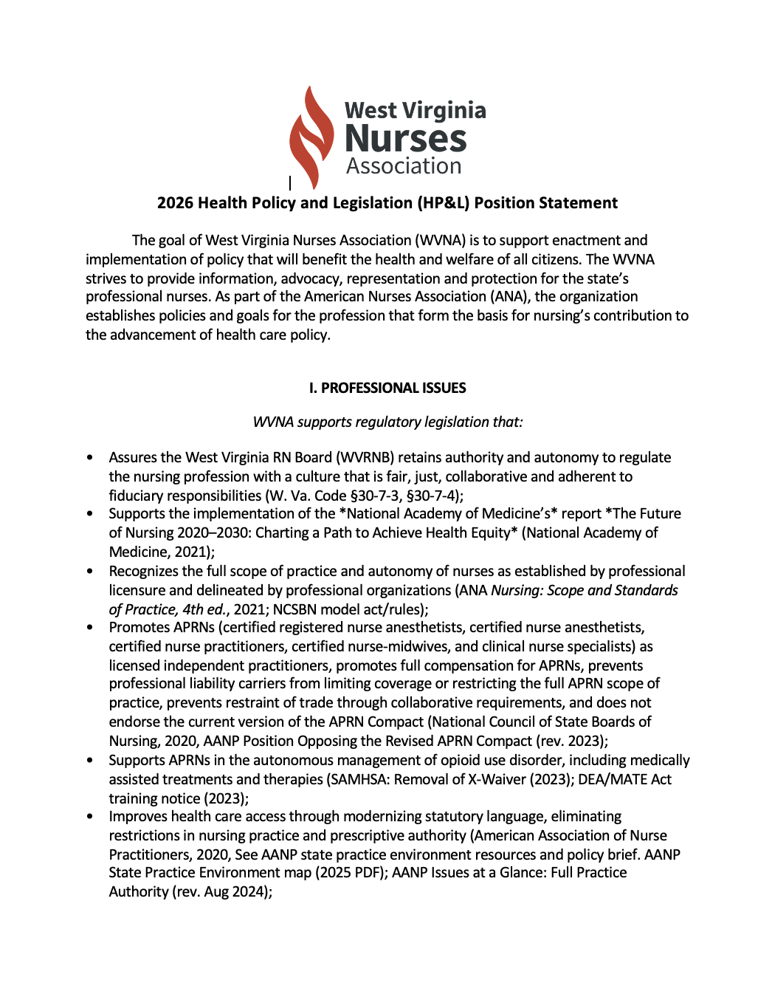 West Virginia
Nurses
Association
2026 Health Policy and Legislation (HP&L) Position Statement
The goal of West Virginia Nurses Association (WVNA) is to support enactment and
implementation of policy that will benefit the health and welfare of all citizens. The WVNA
strives to provide information, advocacy, representation and protection for the state’s
professional nurses. As part of the American Nurses Association (ANA), the organization
establishes policies and goals for the profession that form the basis for nursing’s contribution to
the advancement of health care policy.
I. PROFESSIONAL ISSUES
WVNA supports regulatory legislation that:
• Assures the West Virginia RN Board (WVRNB) retains authority and autonomy to regulate
the nursing profession with a culture that is fair, just, collaborative and adherent to
fiduciary responsibilities (W. Va. Code §30-7-3, §30-7-4);
• Supports the implementation of the *National Academy of Medicine’s* report *The Future
of Nursing 2020–2030: Charting a Path to Achieve Health Equity* (National Academy of
Medicine, 2021);
• Recognizes the full scope of practice and autonomy of nurses as established by professional
licensure and delineated by professional organizations (ANA Nursing: Scope and Standards
of Practice, 4th ed., 2021; NCSBN model act/rules);
• Promotes APRNs (certified registered nurse anesthetists, certified nurse anesthetists,
certified nurse practitioners, certified nurse-midwives, and clinical nurse specialists) as
licensed independent practitioners, promotes full compensation for APRNs, prevents
professional liability carriers from limiting coverage or restricting the full APRN scope of
practice, prevents restraint of trade through collaborative requirements, and does not
endorse the current version of the APRN Compact (National Council of State Boards of
Nursing, 2020, AANP Position Opposing the Revised APRN Compact (rev. 2023);
• Supports APRNs in the autonomous management of opioid use disorder, including medically
assisted treatments and therapies (SAMHSA: Removal of X-Waiver (2023); DEA/MATE Act
training notice (2023);
• Improves health care access through modernizing statutory language, eliminating
restrictions in nursing practice and prescriptive authority (American Association of Nurse
Practitioners, 2020, See AANP state practice environment resources and policy brief. AANP
State Practice Environment map (2025 PDF); AANP Issues at a Glance: Full Practice
Authority (rev. Aug 2024);